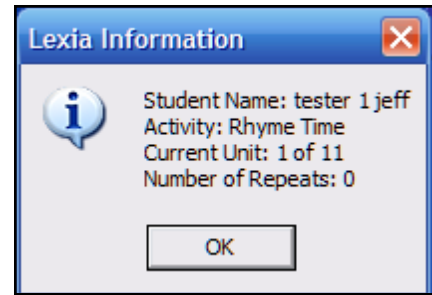 Lexia Information
Student Name: tester 1 jeff
Activity: Rhyme Time
Current Unit: 1 of 11
Number of Repeats: 0
OK